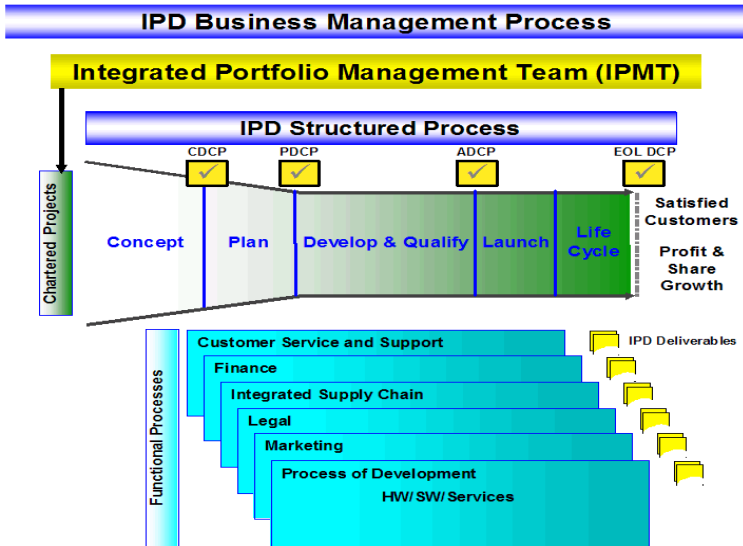 IPD Business Management Process
Integrated Portfolio Management Team (IPMT)
IPD Structured Process
CDCP
PDCP
ADCP
EOL DCP
Chartered Projects
Concept
Plan
Develop & Qualify
Launch
Life
Cycle
Satisfied
Customers
Profit &
Share
Growth
Functional Processes
Customer Service and Support
Finance
Integrated Supply Chain
Legal
Marketing
Process of Development
HW/SW/Services
IPD Deliverables